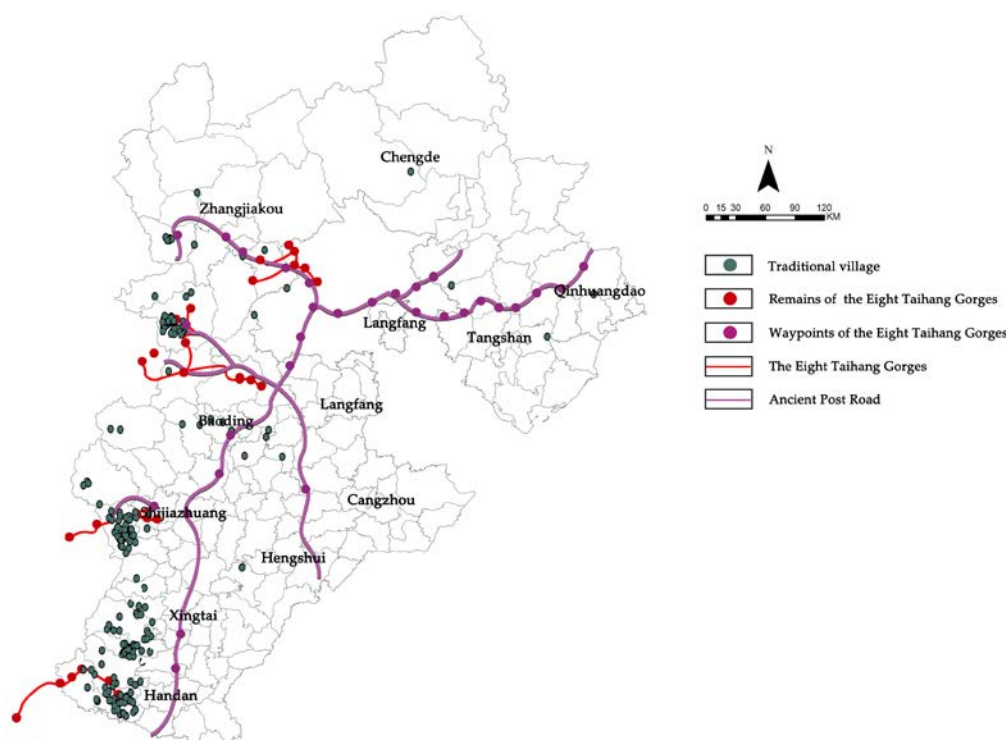 Chengde
N
Zhangjiakou
0 15 30 60 90 120
KM
Traditional village
Qinhuangdao
Remains of the Eight Taihang Gorges
Langfang
Waypoints of the Eight Taihang Gorges
Tangshan
The Eight Taihang Gorges
Langfang
Ancient Post Road
Baoding
Cangzhou
Shijiazhuang
Hengshui
Xingtai
Handan